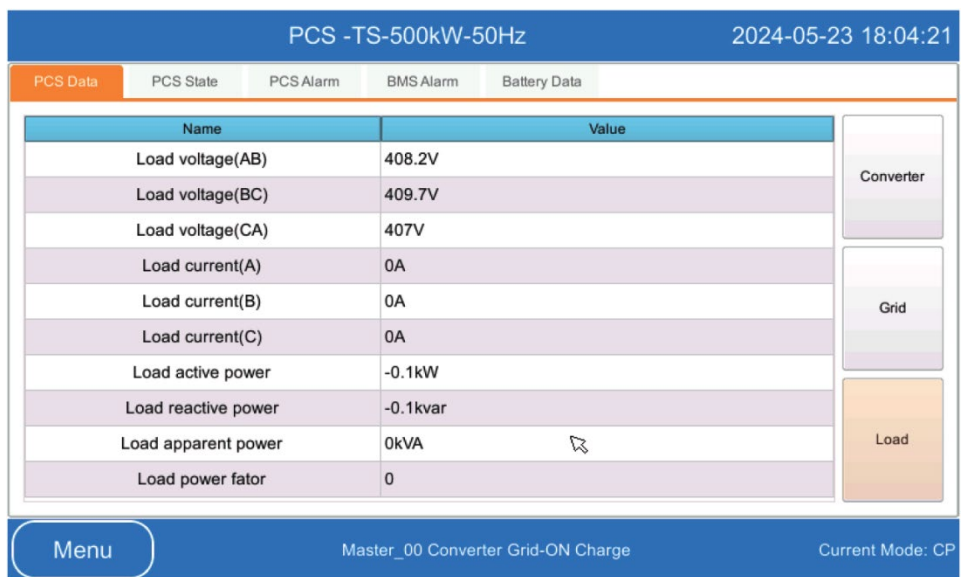 PCS -TS-500kW-50Hz 2024-05-23 18:04:21
PCS Data PCS State PCS Alarm BMS Alarm Battery Data
Name Value
Load voltage(AB) 408.2V
Converter
Load voltage(BC) 409.7V
Load voltage(CA) 407V
Load current(A) 0A
Load current(B) 0A
Grid
Load current(C) 0A
Load active power -0.1kW
Load reactive power -0.1kvar
Load apparent power 0kVA
Load
Load power fator 0
Menu Master_00 Converter Grid-ON Charge Current Mode: CP